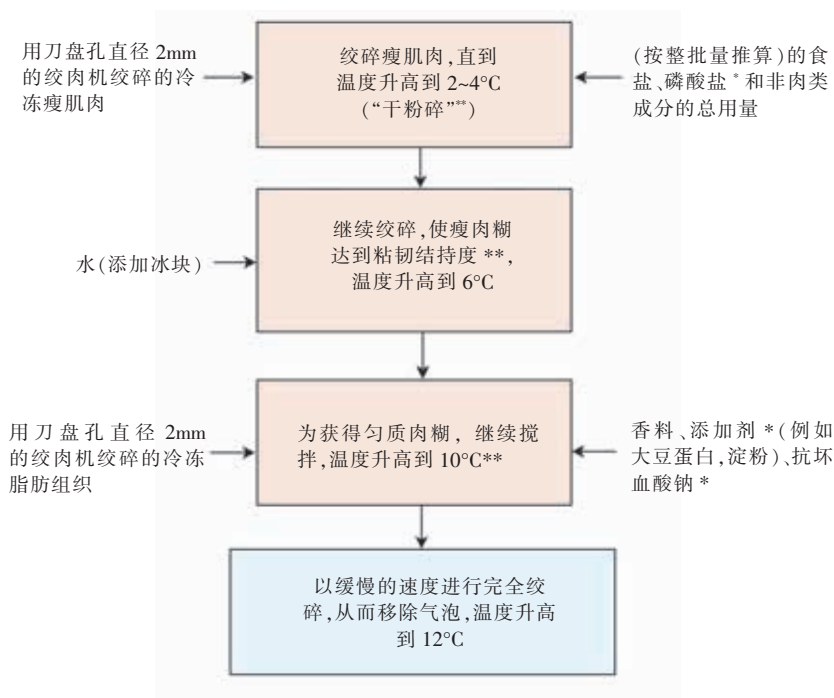 用刀盘孔直径 2mm
的绞肉机绞碎的冷
冻瘦肌肉
绞碎瘦肌肉,直到
温度升高到 2~4°C
(“干粉碎”**)
(按整批量推算)的食
盐、磷酸盐 * 和非肉类
成分的总用量
水(添加冰块)
继续绞碎,使瘦肉糊
达到粘韧结持度 **,
温度升高到 6°C
用刀盘孔直径 2mm
的绞肉机绞碎的冷冻
脂肪组织
为获得匀质肉糊, 继续搅
拌,温度升高到 10°C**
香料、添加剂 *(例如
大豆蛋白,淀粉)、抗坏
血酸钠 *
以缓慢的速度进行完全绞
碎,从而移除气泡,温度升高
到 12°C